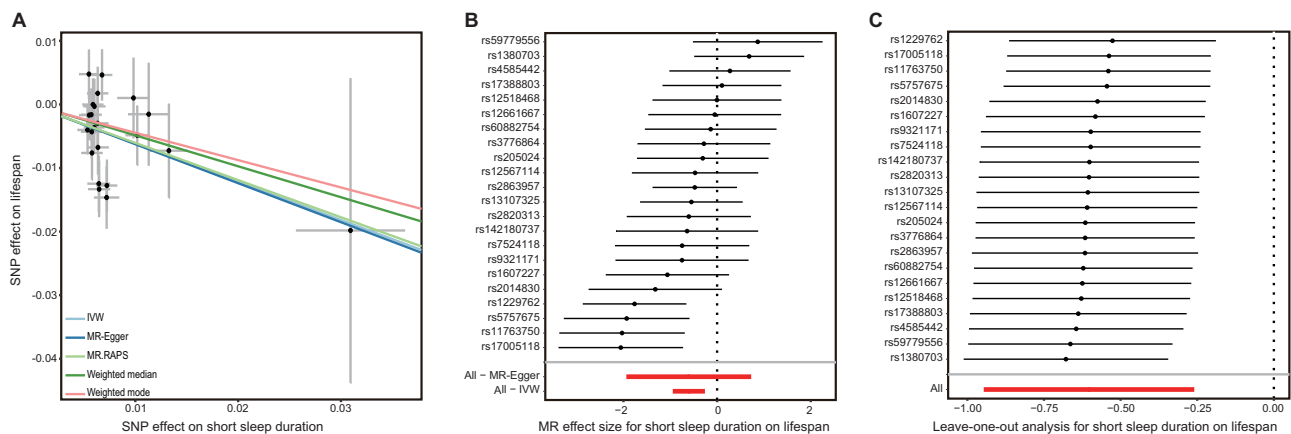 A
0.01
0.00
-0.01
-0.02
-0.03
-0.04
SNP effect on lifespan
IVW
MR-Egger
MR.RAPS
Weighted median
Weighted mode
0.01
0.02
0.03
SNP effect on short sleep duration
B
rs59779556
rs1380703
rs4585442
rs17388803
rs12518468
rs12661667
rs60882754
rs3776864
rs205024
rs12567114
rs2863957
rs13107325
rs2820313
rs142180737
rs7524118
rs9321171
rs1607227
rs2014830
rs1229762
rs5757675
rs11763750
rs17005118
All − MR-Egger
All − IVW
−2
0
2
MR effect size for short sleep duration on lifespan
C
rs1229762
rs17005118
rs11763750
rs5757675
rs2014830
rs1607227
rs9321171
rs7524118
rs142180737
rs2820313
rs13107325
rs12567114
rs205024
rs3776864
rs2863957
rs60882754
rs12661667
rs12518468
rs17388803
rs4585442
rs59779556
rs1380703
All
−1.00
−0.75
−0.50
−0.25
0.00
Leave-one-out analysis for short sleep duration on lifespan